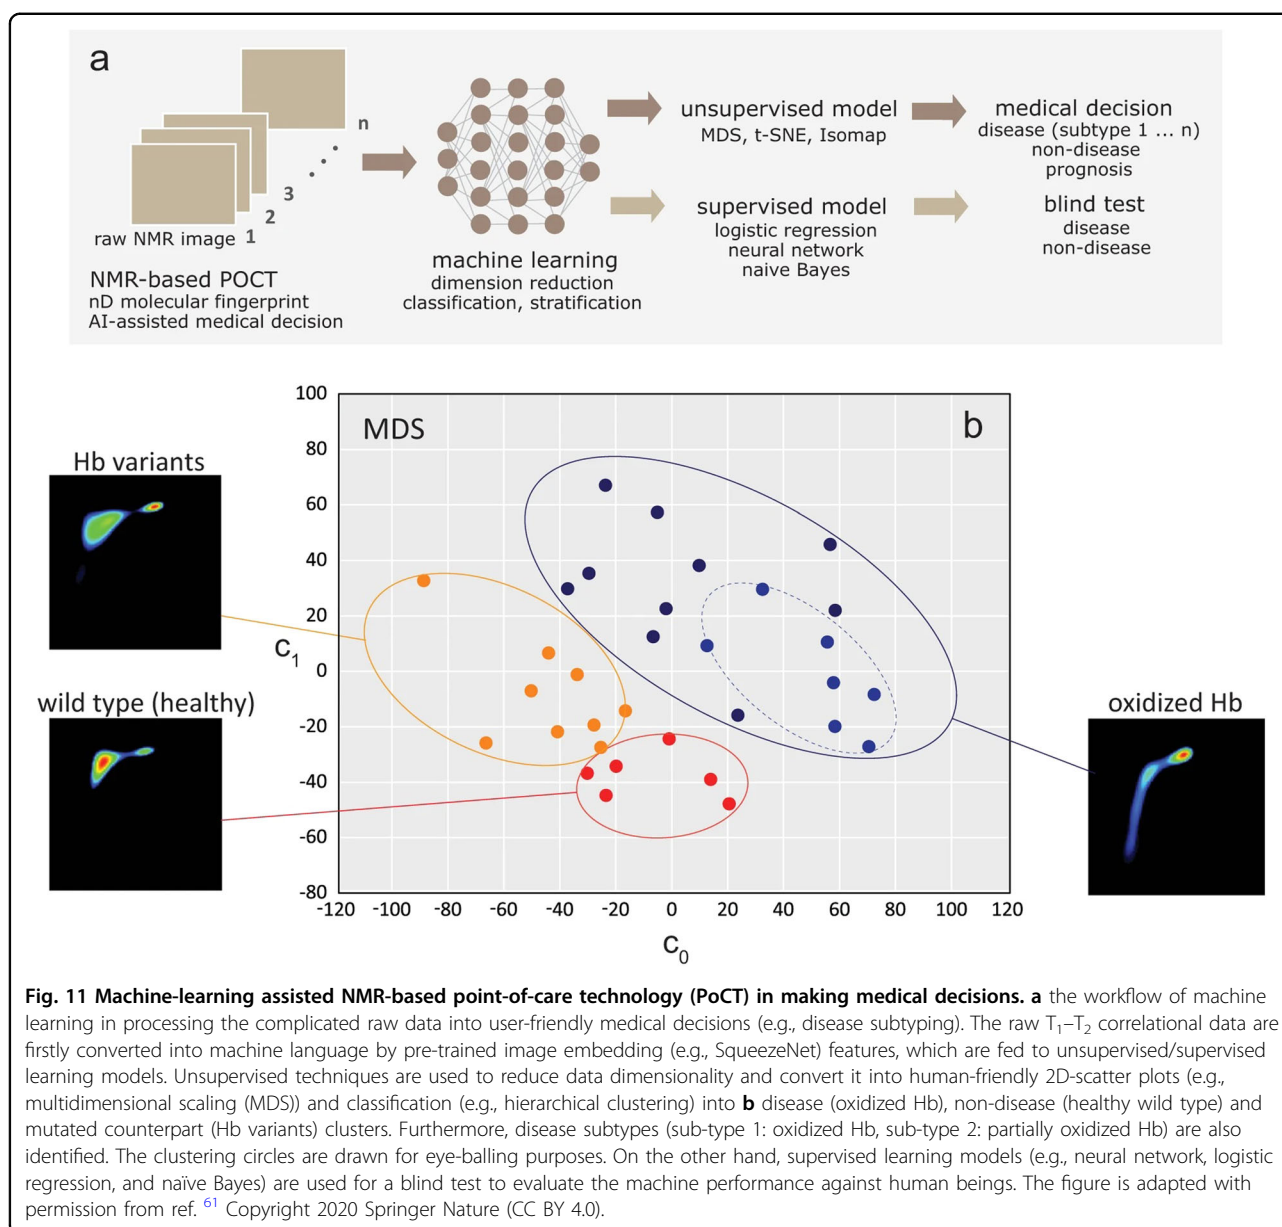 a
n
3
2
1
raw NMR image
NMR-based POCT
nD molecular fingerprint
AI-assisted medical decision
machine learning
dimension reduction
classification, stratification
unsupervised model
MDS, t-SNE, Isomap
supervised model
logistic regression
neural network
naive Bayes
medical decision
disease (subtype 1 ... n)
non-disease
prognosis
blind test
disease
non-disease
MDS
b
100
80
60
40
20
0
-20
-40
-60
-80
c1
-120 -100 -80 -60 -40 -20 0 20 40 60 80 100 120
c0
Hb variants
wild type (healthy)
oxidized Hb
Fig. 11 Machine-learning assisted NMR-based point-of-care technology (PoCT) in making medical decisions. a the workflow of machine
learning in processing the complicated raw data into user-friendly medical decisions (e.g., disease subtyping). The raw T1–T2 correlational data are
firstly converted into machine language by pre-trained image embedding (e.g., SqueezeNet) features, which are fed to unsupervised/supervised
learning models. Unsupervised techniques are used to reduce data dimensionality and convert it into human-friendly 2D-scatter plots (e.g.,
multidimensional scaling (MDS)) and classification (e.g., hierarchical clustering) into b disease (oxidized Hb), non-disease (healthy wild type) and
mutated counterpart (Hb variants) clusters. Furthermore, disease subtypes (sub-type 1: oxidized Hb, sub-type 2: partially oxidized Hb) are also
identified. The clustering circles are drawn for eye-balling purposes. On the other hand, supervised learning models (e.g., neural network, logistic
regression, and naïve Bayes) are used for a blind test to evaluate the machine performance against human beings. The figure is adapted with
permission from ref. 61 Copyright 2020 Springer Nature (CC BY 4.0).